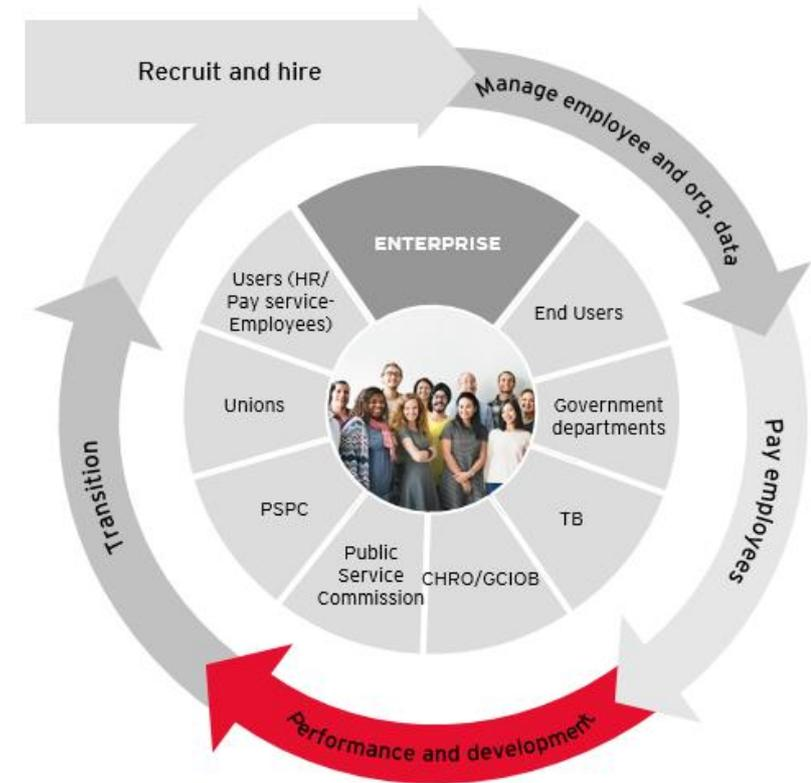 Recruit and hire
Manage employee and org. data
Pay employees
Performance and development
Transition
ENTERPRISE
End Users
Government
departments
TB
CHRO/GCIOB
Public
Service
Commission
PSPC
Unions
Users (HR/
Pay service-
Employees)